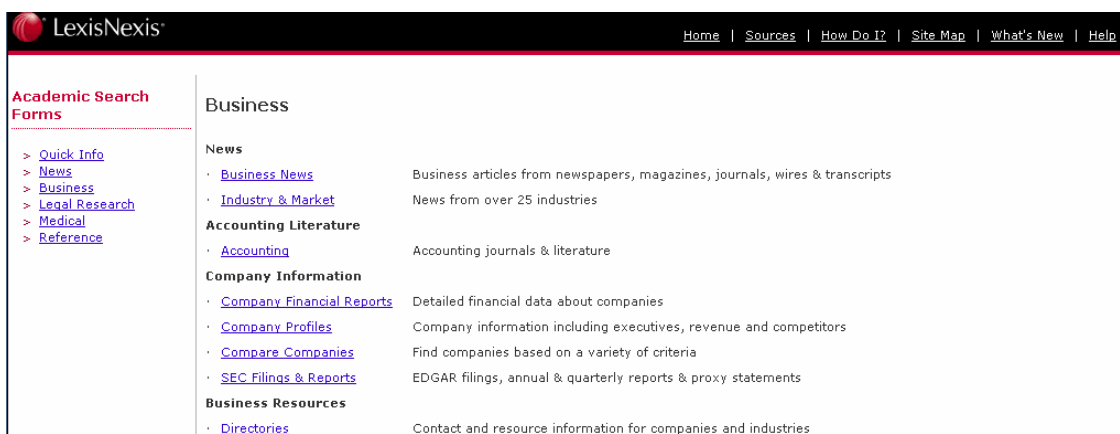 LexisNexis®
Home | Sources | How Do I? | Site Map | What's New | Help
Academic Search
Forms
> Quick Info
> News
> Business
> Legal Research
> Medical
> Reference
Business
News
· Business News Business articles from newspapers, magazines, journals, wires & transcripts
· Industry & Market News from over 25 industries
Accounting Literature
· Accounting Accounting journals & literature
Company Information
· Company Financial Reports Detailed financial data about companies
· Company Profiles Company information including executives, revenue and competitors
· Compare Companies Find companies based on a variety of criteria
· SEC Filings & Reports EDGAR filings, annual & quarterly reports & proxy statements
Business Resources
· Directories Contact and resource information for companies and industries